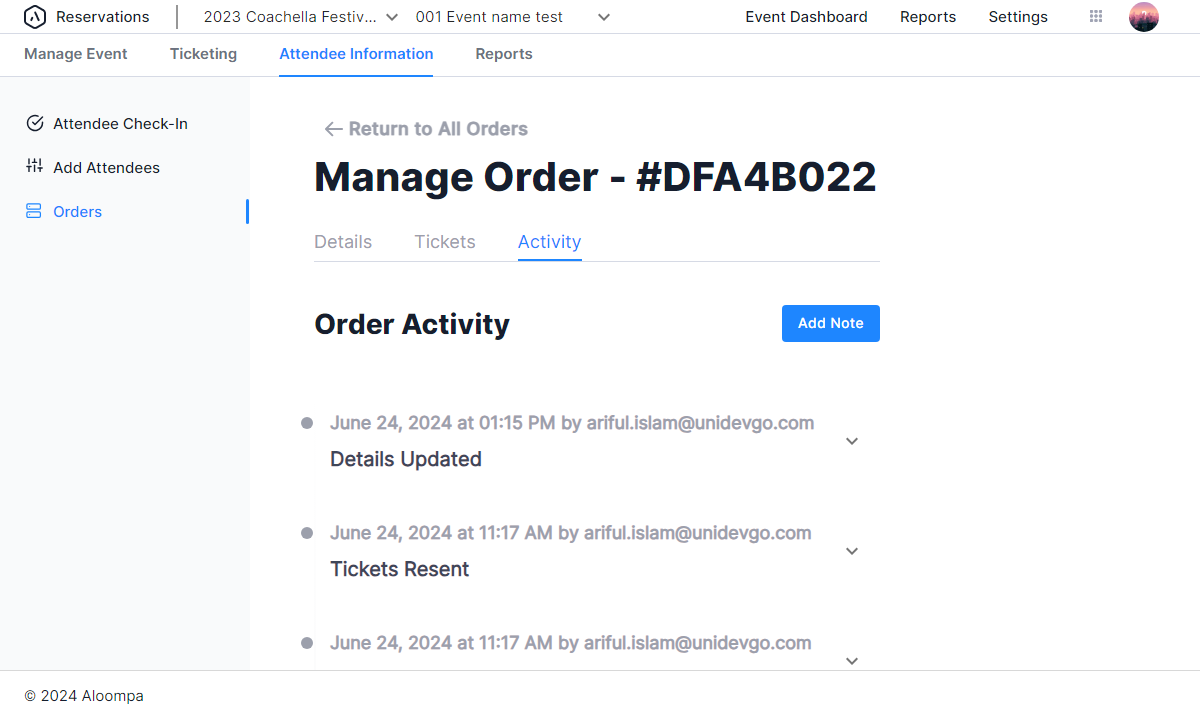 Reservations 2023 Coachella Festiv... 001 Event name test Event Dashboard Reports Settings
Manage Event Ticketing Attendee Information Reports
Attendee Check-In
Add Attendees
Orders
Return to All Orders
Manage Order - #DFA4B022
Details Tickets Activity
Order Activity
Add Note
June 24, 2024 at 01:15 PM by ariful.islam@unidevgo.com
Details Updated
June 24, 2024 at 11:17 AM by ariful.islam@unidevgo.com
Tickets Resent
June 24, 2024 at 11:17 AM by ariful.islam@unidevgo.com
© 2024 Aloompa